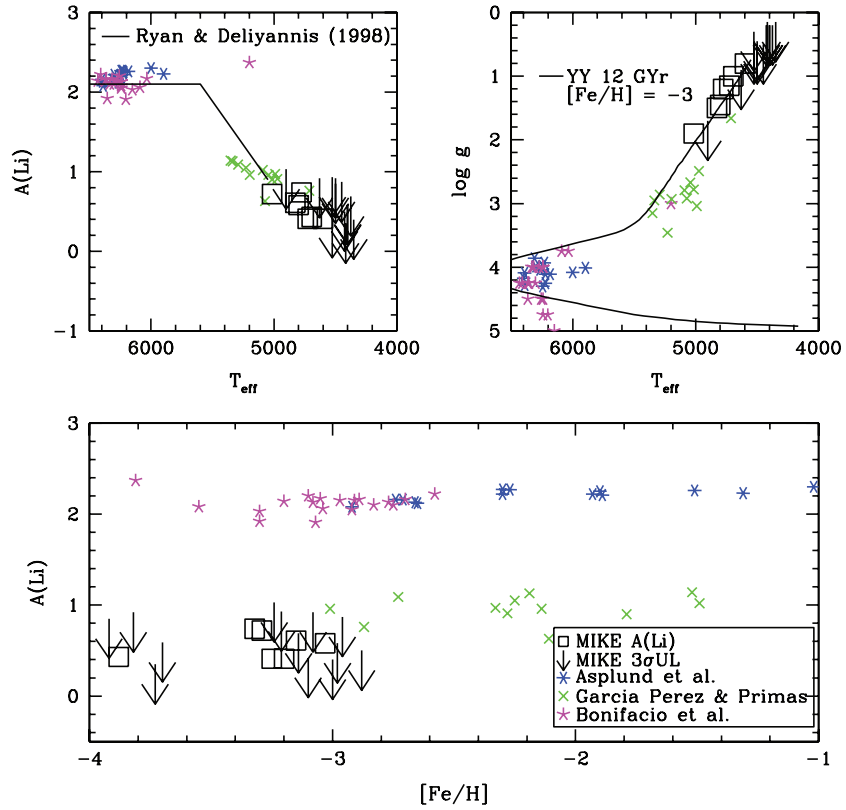 Ryan & Deliyannis (1998)
3
2
1
0
-1
A(Li)
6000 5000 4000
Teff
YY 12 GYr
[Fe/H] = -3
0
1
2
3
4
5
log g
6000 5000 4000
Teff
3
2
1
0
A(Li)
MIKE A(Li)
MIKE 3σUL
Asplund et al.
Garcia Perez & Primas
Bonifacio et al.
-4 -3 -2 -1
[Fe/H]